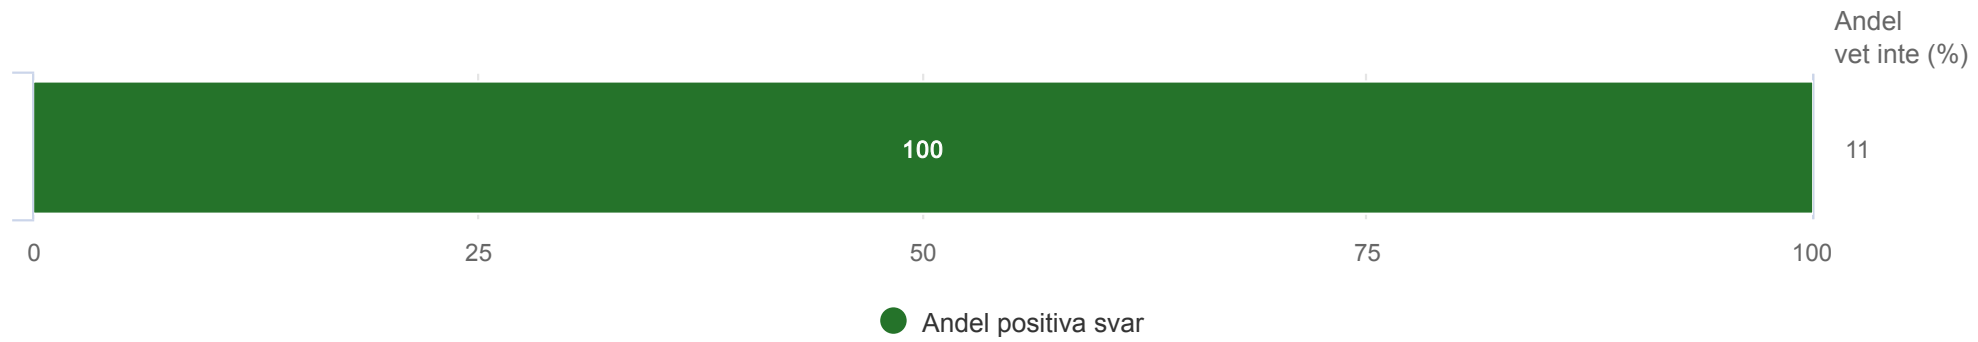 Andel
vet inte (%)
100
11
0 25 50 75 100
Andel positiva svar